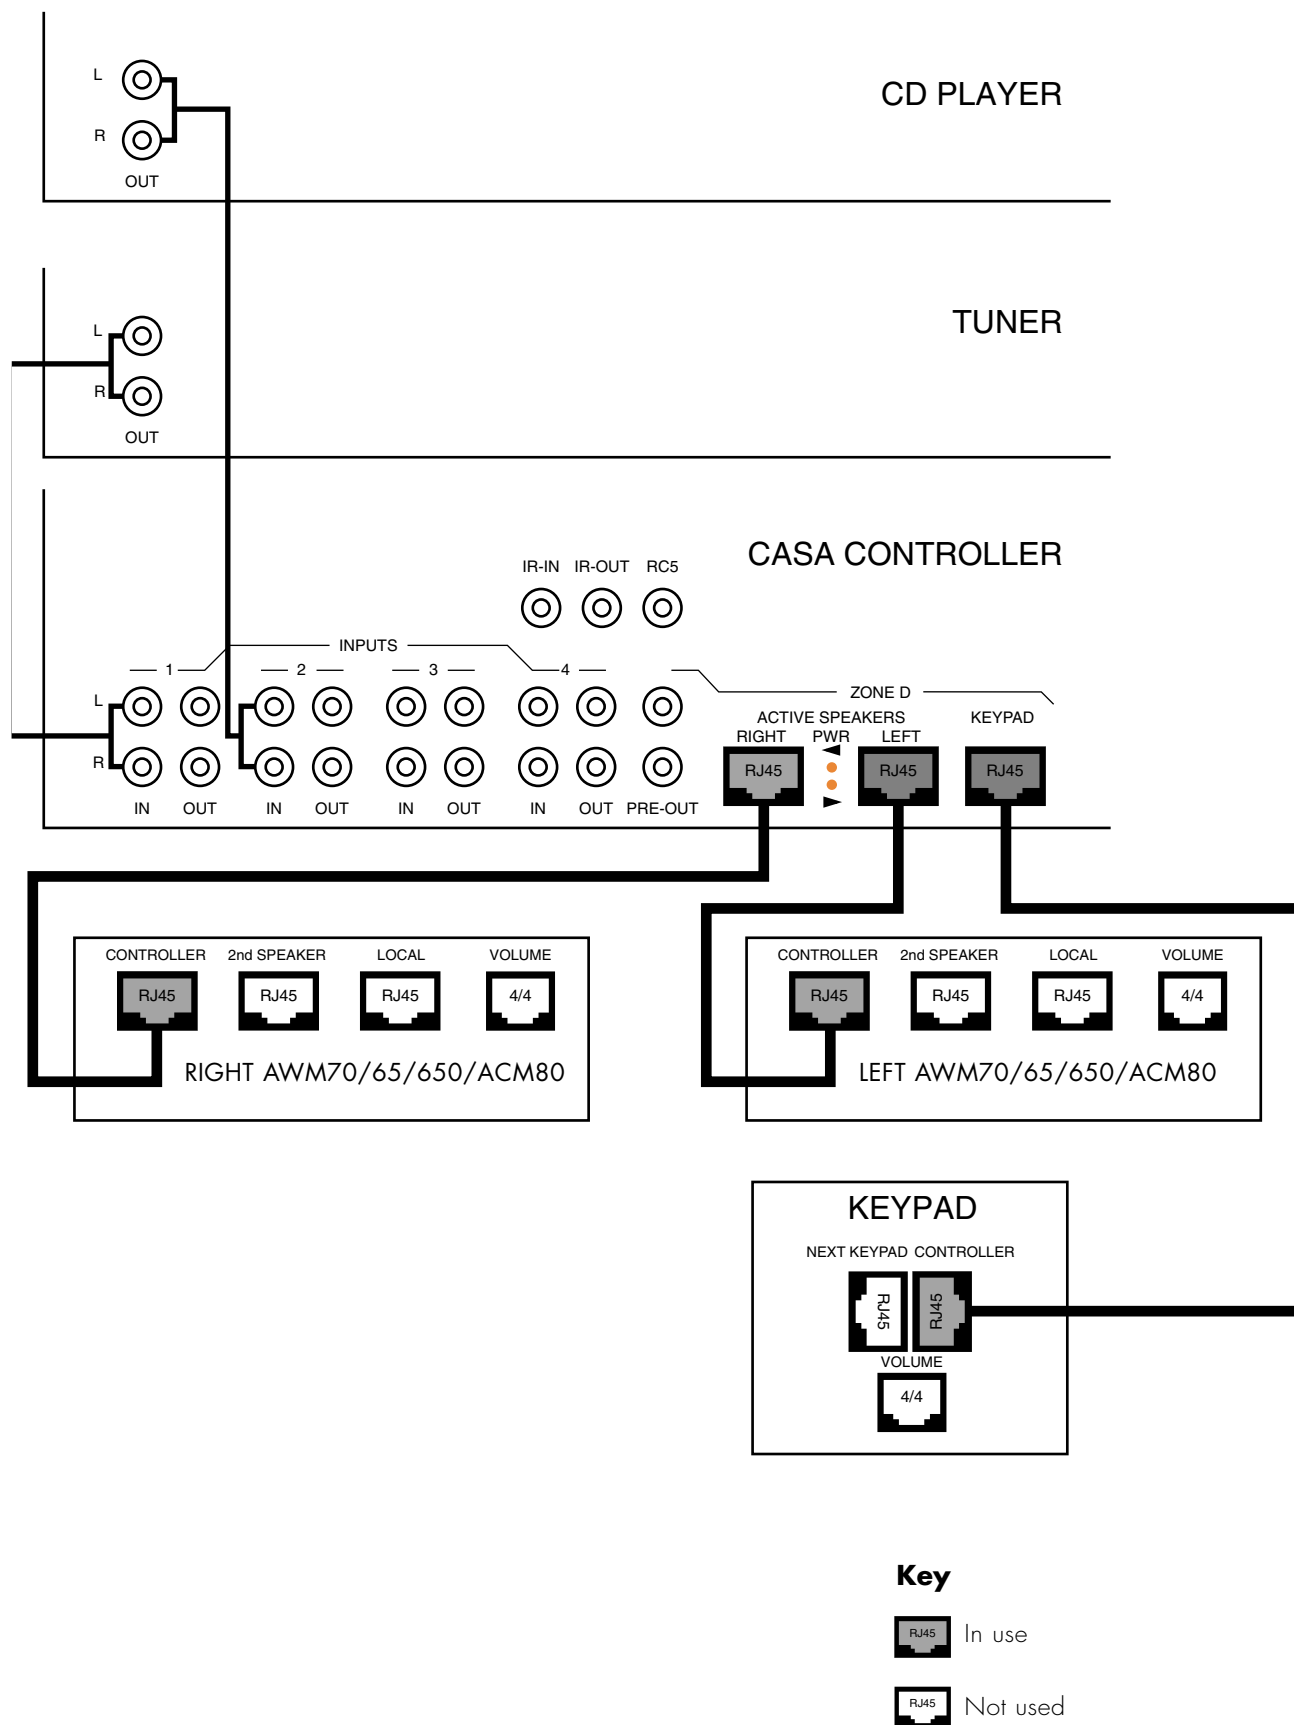 L
CD PLAYER
R
OUT
L
TUNER
R
OUT
CASA CONTROLLER
IR-IN IR-OUT RC5
INPUTS
1 2 3 4
ZONE D
L
ACTIVE SPEAKERS KEYPAD
RIGHT PWR LEFT
R
RJ45 RJ45 RJ45
IN OUT IN OUT IN OUT IN OUT PRE-OUT
CONTROLLER 2nd SPEAKER LOCAL VOLUME
RJ45 RJ45 RJ45 4/4
RIGHT AWM70/65/650/ACM80
CONTROLLER 2nd SPEAKER LOCAL VOLUME
RJ45 RJ45 RJ45 4/4
LEFT AWM70/65/650/ACM80
KEYPAD
NEXT KEYPAD CONTROLLER
RJ45 RJ45
VOLUME
4/4
Key
RJ45 In use
RJ45 Not used